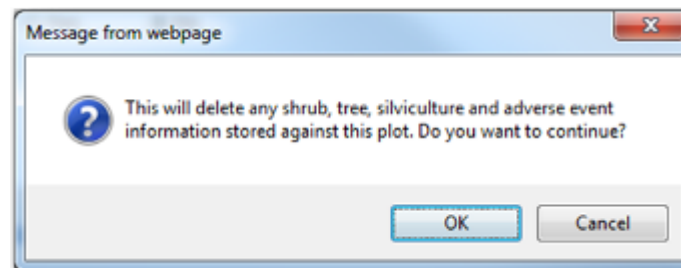 Message from webpage
This will delete any shrub, tree, silviculture and adverse event
information stored against this plot. Do you want to continue?
OK
Cancel